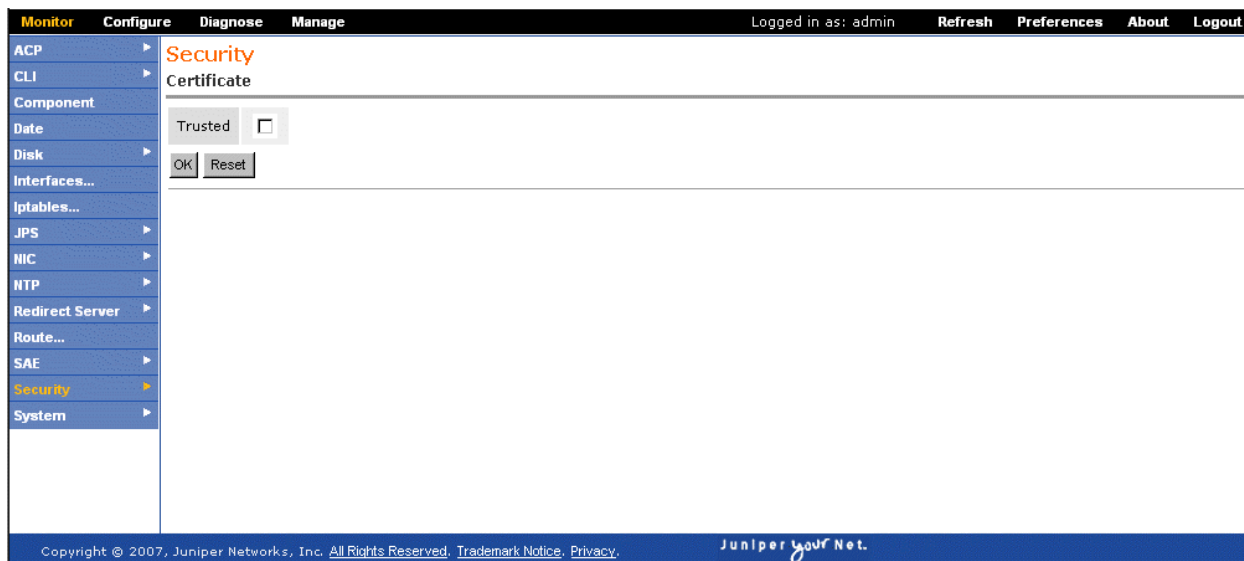 Monitor Configure Diagnose Manage Logged in as: admin Refresh Preferences About Logout
ACP
CLI
Component
Date
Disk
Interfaces...
Iptables...
JPS
NIC
NTP
Redirect Server
Route...
SAE
Security
System
Security
Certificate
Trusted
OK Reset
Copyright © 2007, Juniper Networks, Inc. All Rights Reserved. Trademark Notice. Privacy.
Juniper your Net.